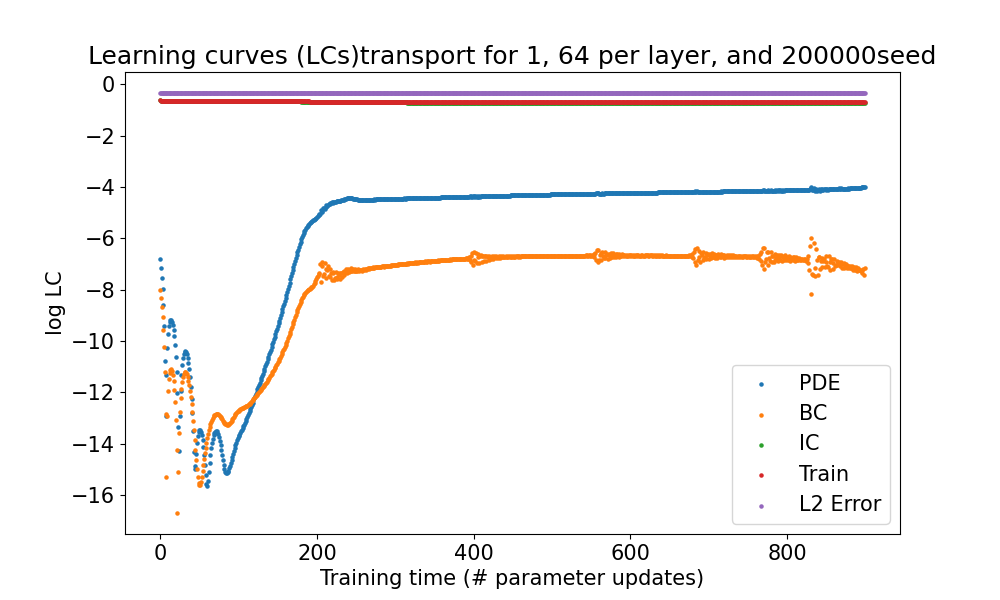 Learning curves (LCs)transport for 1, 64 per layer, and 200000seed
0
−2
−4
−6
−8
−10
−12
−14
−16
log LC
PDE
BC
IC
Train
L2 Error
0 200 400 600 800
Training time (# parameter updates)